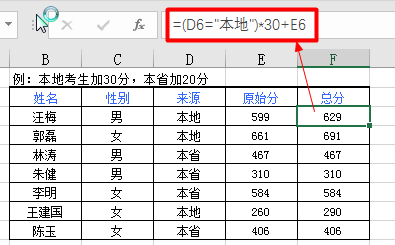 =(D6="本地")*30+E6
B C D E F
例：本地考生加30分，本省加20分
姓名 性别 来源 原始分 总分
汪梅 男 本地 599 629
郭磊 女 本地 661 691
林涛 男 本省 467 467
朱健 男 本省 310 310
李明 女 本省 584 584
王建国 女 本地 260 290
陈玉 女 本省 406 406